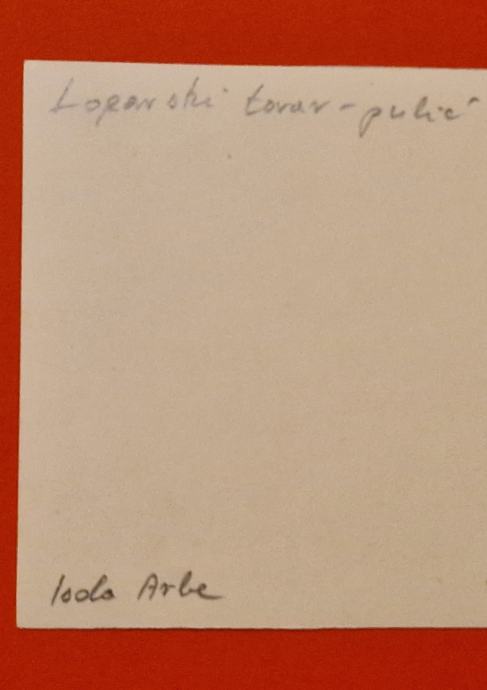 Loparski tovar - pulić
Isola Arbe